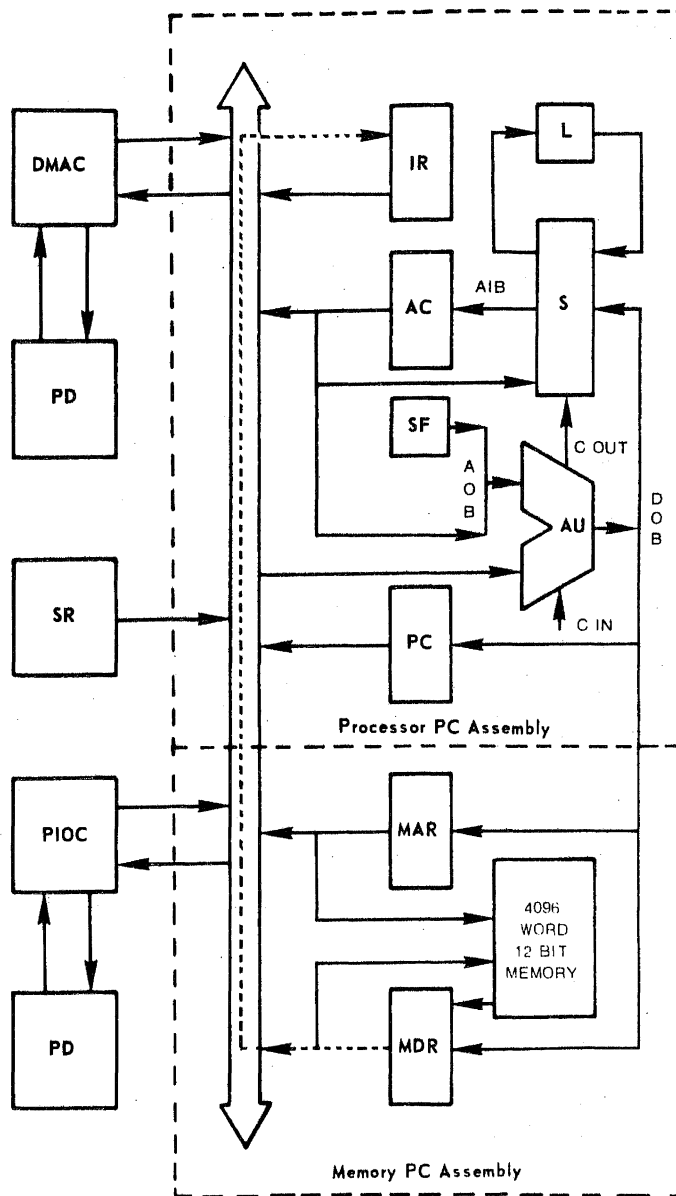 DMAC
IR
L
AC
AIB
S
PD
SF
A
O
B
C OUT
AU
D
O
B
SR
PC
C IN
Processor PC Assembly
PIOC
MAR
4096
WORD
12 BIT
MEMORY
PD
MDR
Memory PC Assembly